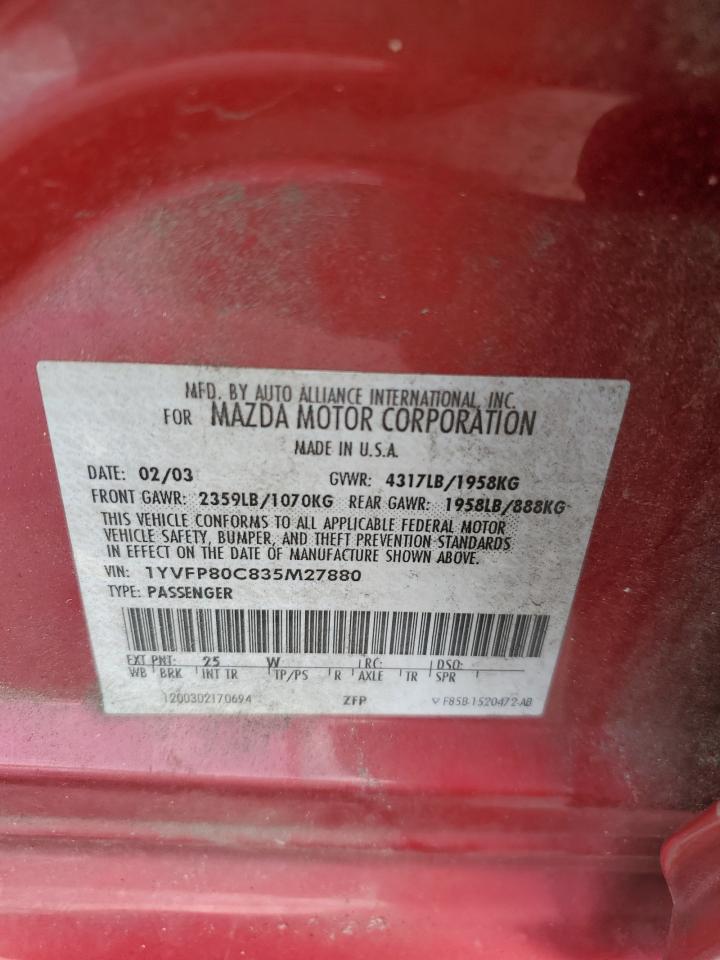 MFD. BY AUTO ALLIANCE INTERNATIONAL, INC.
FOR MAZDA MOTOR CORPORATION
MADE IN U.S.A.
DATE: 02/03 GVWR: 4317LB/1958KG
FRONT GAWR: 2359LB/1070KG REAR GAWR: 1958LB/888KG
THIS VEHICLE CONFORMS TO ALL APPLICABLE FEDERAL MOTOR
VEHICLE SAFETY, BUMPER, AND THEFT PREVENTION STANDARDS
IN EFFECT ON THE DATE OF MANUFACTURE SHOWN ABOVE.
VIN: 1YVFP80C835M27880
TYPE: PASSENGER
EXT PNT: 25 W RC: DSO:
WB BRK INT TR TP/PS R AXLE TR SPR
1200302170694 ZFP F85B-1520472-AB